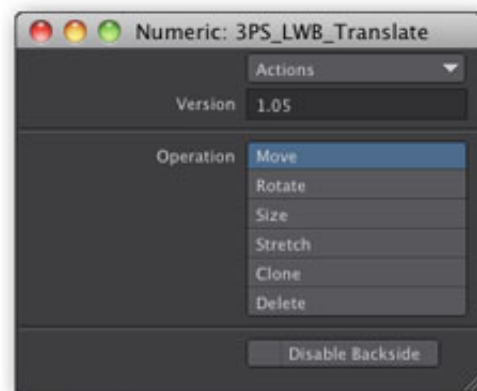 Numeric: 3PS_LWB_Translate
Actions
Version 1.05
Operation Move
Rotate
Size
Stretch
Clone
Delete
Disable Backside